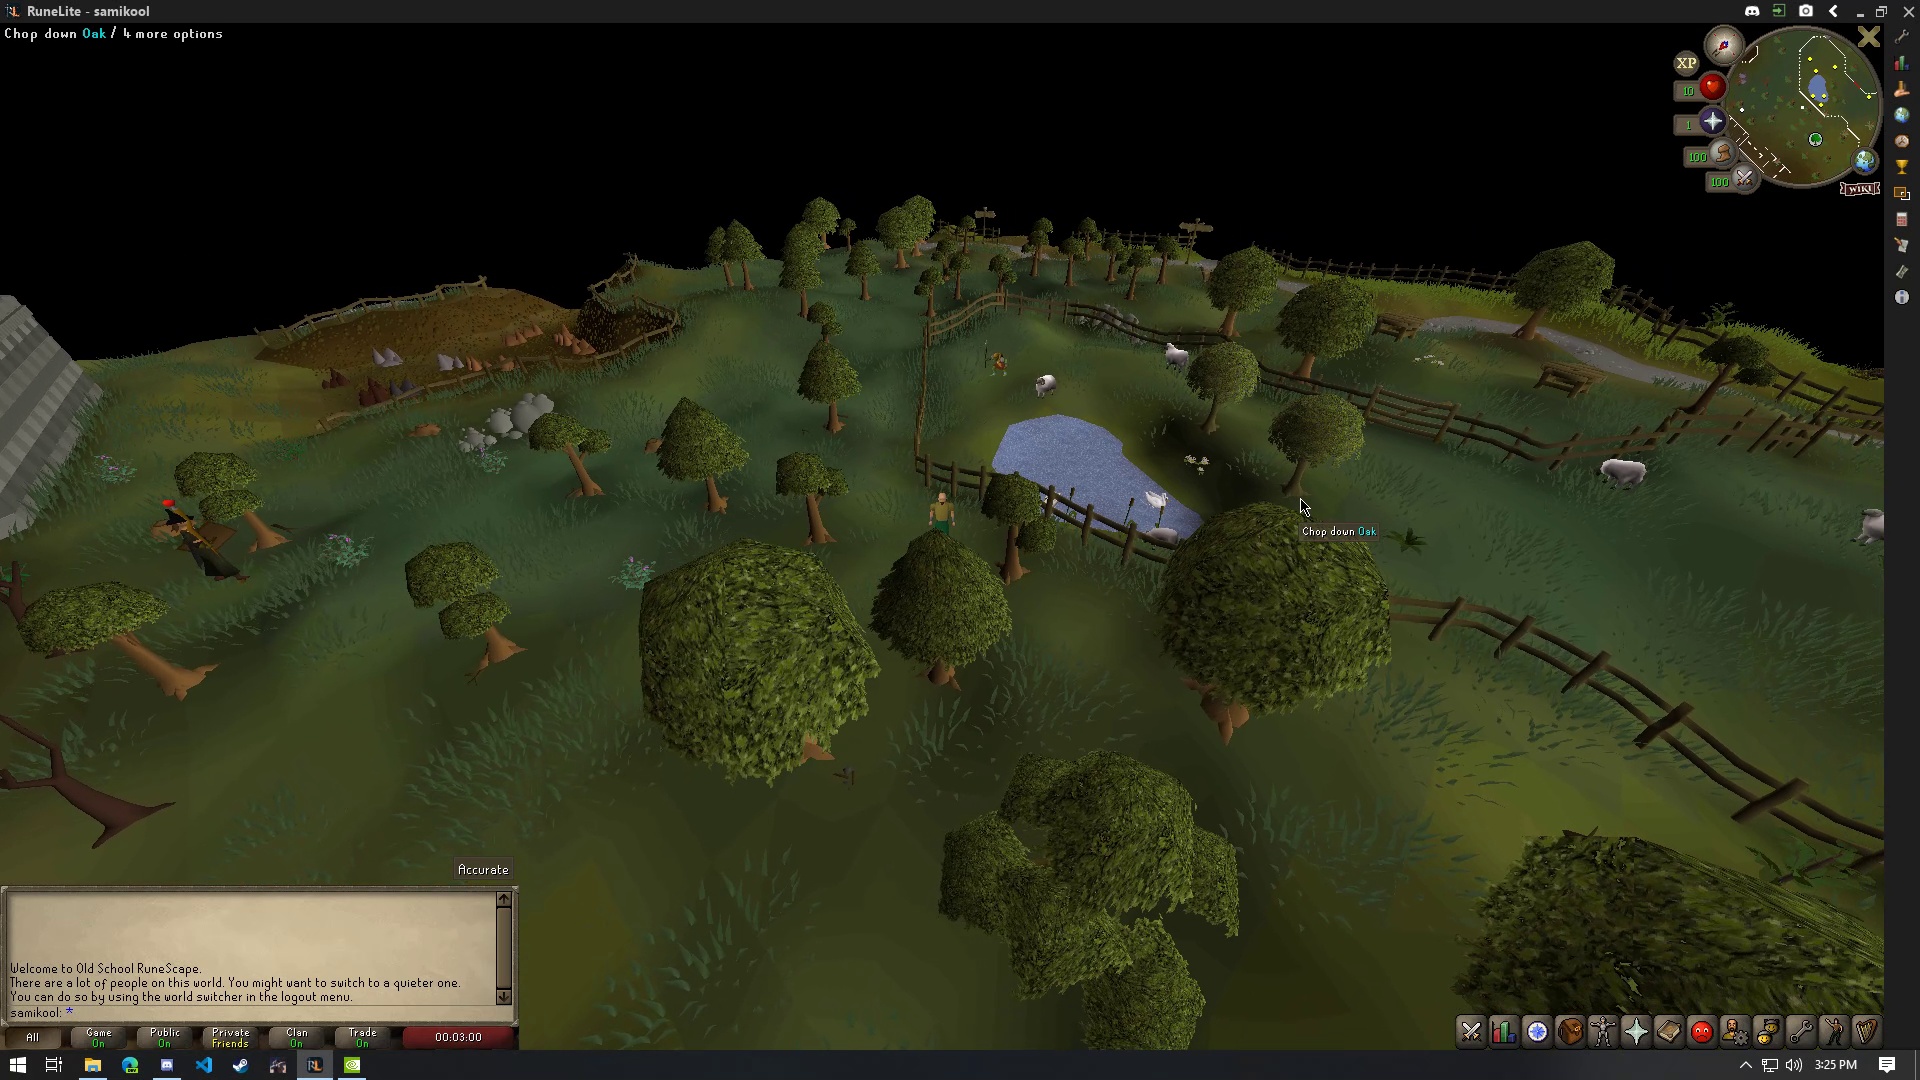 RuneLite - samikool
Chop down Oak / 4 more options
XP
10
1
100
100
WIKI
Chop down Oak
Accurate
Welcome to Old School RuneScape.
There are a lot of people on this world. You might want to switch to a quieter one.
You can do so by using the world switcher in the logout menu.
samikool: *
All
Game
On
Public
On
Private
Friends
Clan
On
Trade
On
00:03:00
3:25 PM